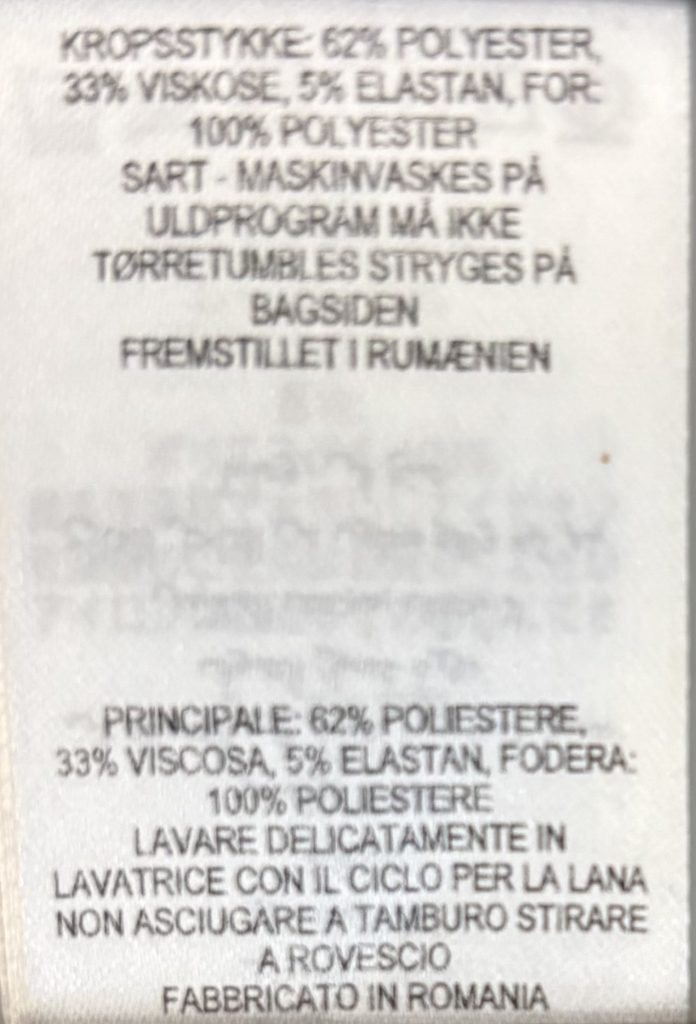 KROPSSTYKKE: 62% POLYESTER,
33% VISKOSE, 5% ELASTAN, FOR:
100% POLYESTER
SART - MASKINVASKES PÅ
ULDPROGRAM MÅ IKKE
TØRRETUMBLES STRYGES PÅ
BAGSIDEN
FREMSTILLET I RUMÆNIEN
PRINCIPALE: 62% POLIESTERE,
33% VISCOSA, 5% ELASTAN, FODERA:
100% POLIESTERE
LAVARE DELICATAMENTE IN
LAVATRICE CON IL CICLO PER LA LANA
NON ASCIUGARE A TAMBURO STIRARE
A ROVESCIO
FABBRICATO IN ROMANIA